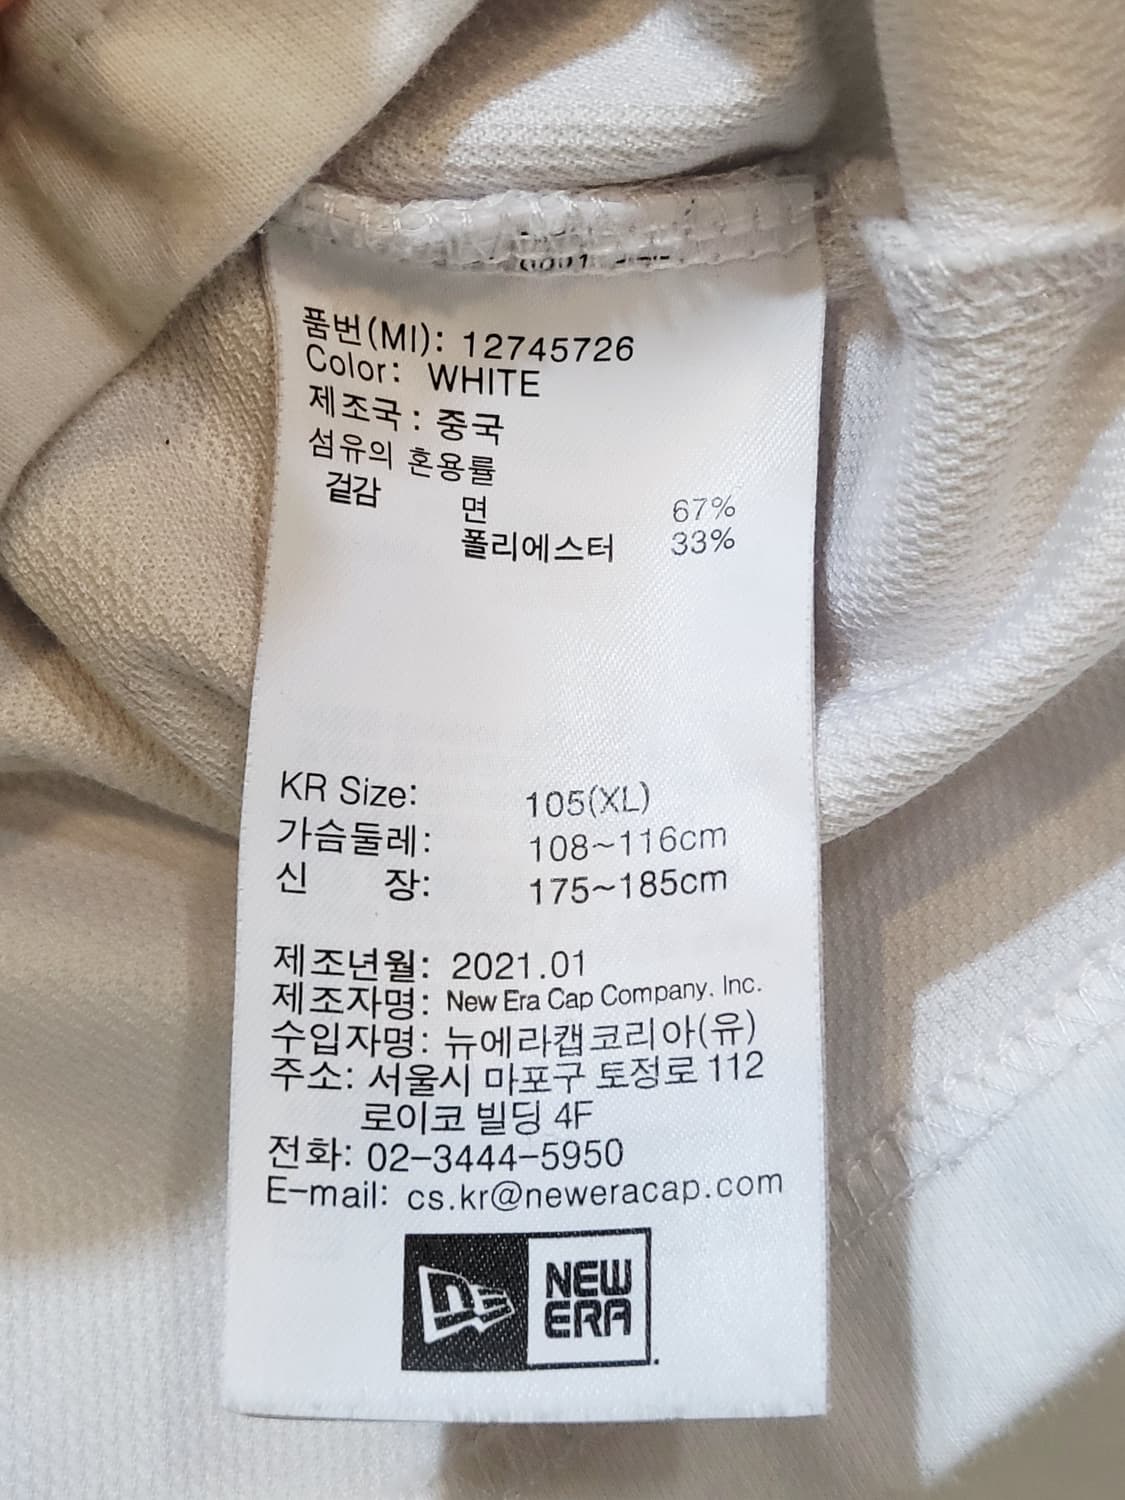 품번(MI): 12745726
Color: WHITE
제조국: 중국
섬유의 혼용률
겉감 면 67%
폴리에스터 33%
KR Size: 105(XL)
가슴둘레: 108~116cm
신 장: 175~185cm
제조년월: 2021.01
제조자명: New Era Cap Company. Inc.
수입자명: 뉴에라캡코리아(유)
주소: 서울시 마포구 토정로 112
로이코 빌딩 4F
전화: 02-3444-5950
E-mail: cs.kr@neweracap.com
NEW
ERA